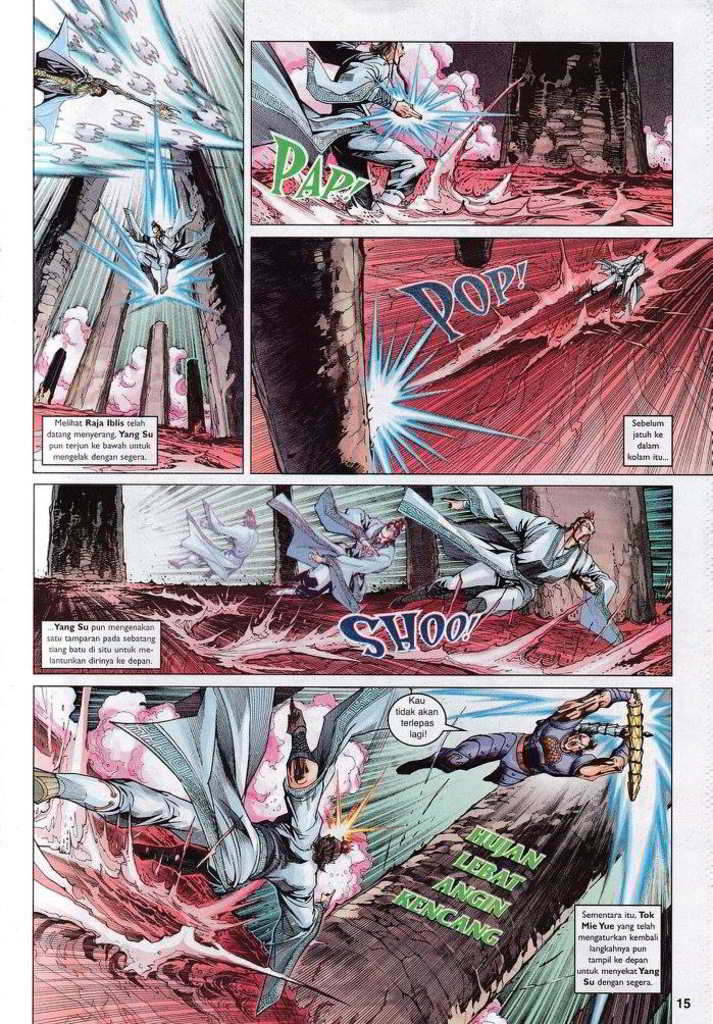 PAP!
Melihat Raja Iblis telah
datang menyerang, Yang Su
pun terjun ke bawah untuk
mengelak dengan segera.
POP!
Sebelum
jatuh ke
dalam
kolam itu...
...Yang Su pun mengenakan
satu tamparan pada sebatang
tiang batu di situ untuk me-
lantunkan dirinya ke depan.
SHOO!
Kau
tidak akan
terlepas
lagi!
HUJAN
LEBAT
ANGIN
KENCANG
Sementara itu, Tok
Mie Yue yang telah
mengaturkan kembali
langkahnya pun
tampil ke depan
untuk menyekat Yang
Su dengan segera.
15